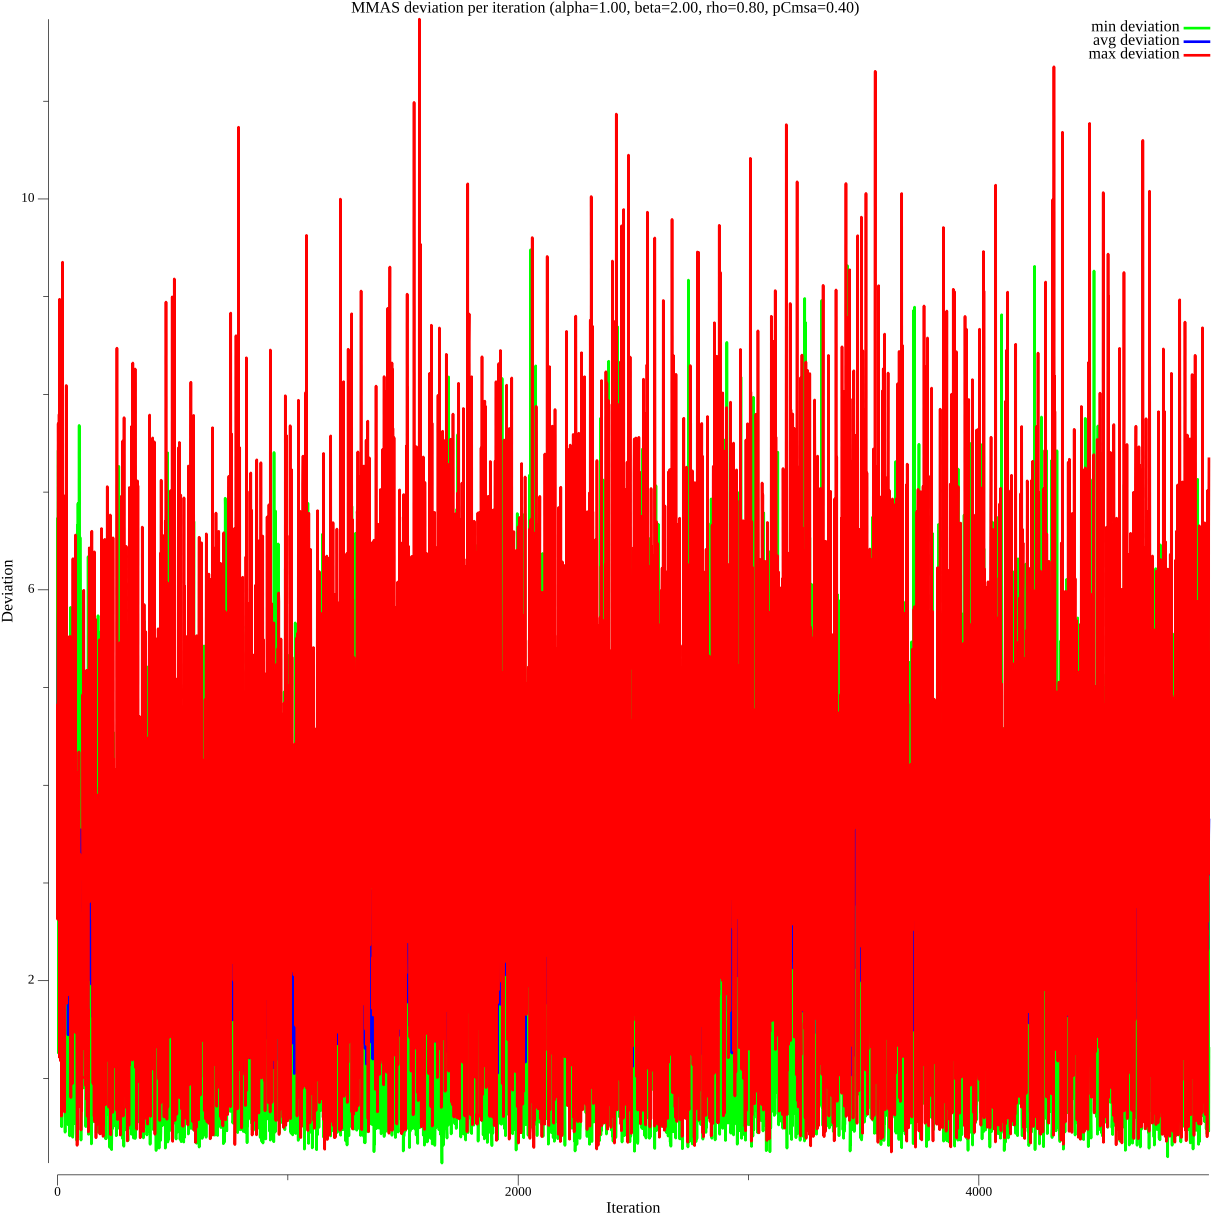 MMAS deviation per iteration (alpha=1.00, beta=2.00, rho=0.80, pCmsa=0.40)
min deviation
avg deviation
max deviation
10
6
2
Deviation
0
2000
4000
Iteration